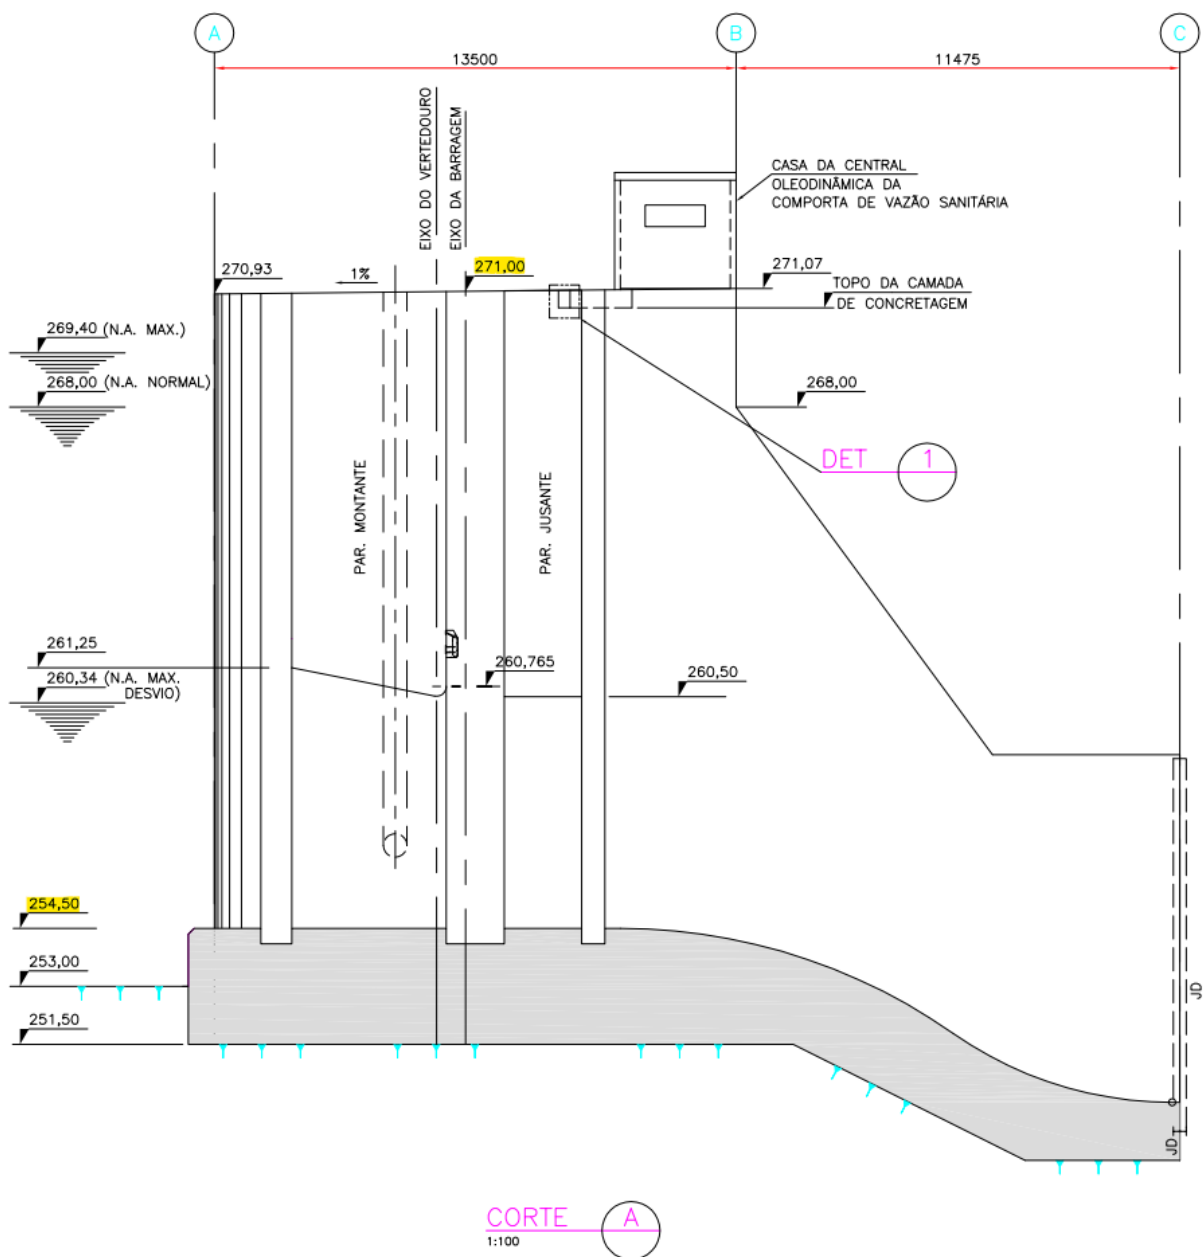 A
B
C
13500
11475
EIXO DO VERTEDOURO
EIXO DA BARRAGEM
CASA DA CENTRAL
OLEODINÂMICA DA
COMPORTA DE VAZÃO SANITÁRIA
270,93
1%
271,00
271,07
TOPO DA CAMADA
DE CONCRETAGEM
269,40 (N.A. MAX.)
268,00 (N.A. NORMAL)
268,00
DET
1
PAR. MONTANTE
PAR. JUSANTE
261,25
260,34 (N.A. MAX.
DESVIO)
260,765
260,50
254,50
253,00
251,50
JD
JD
CORTE
A
1:100